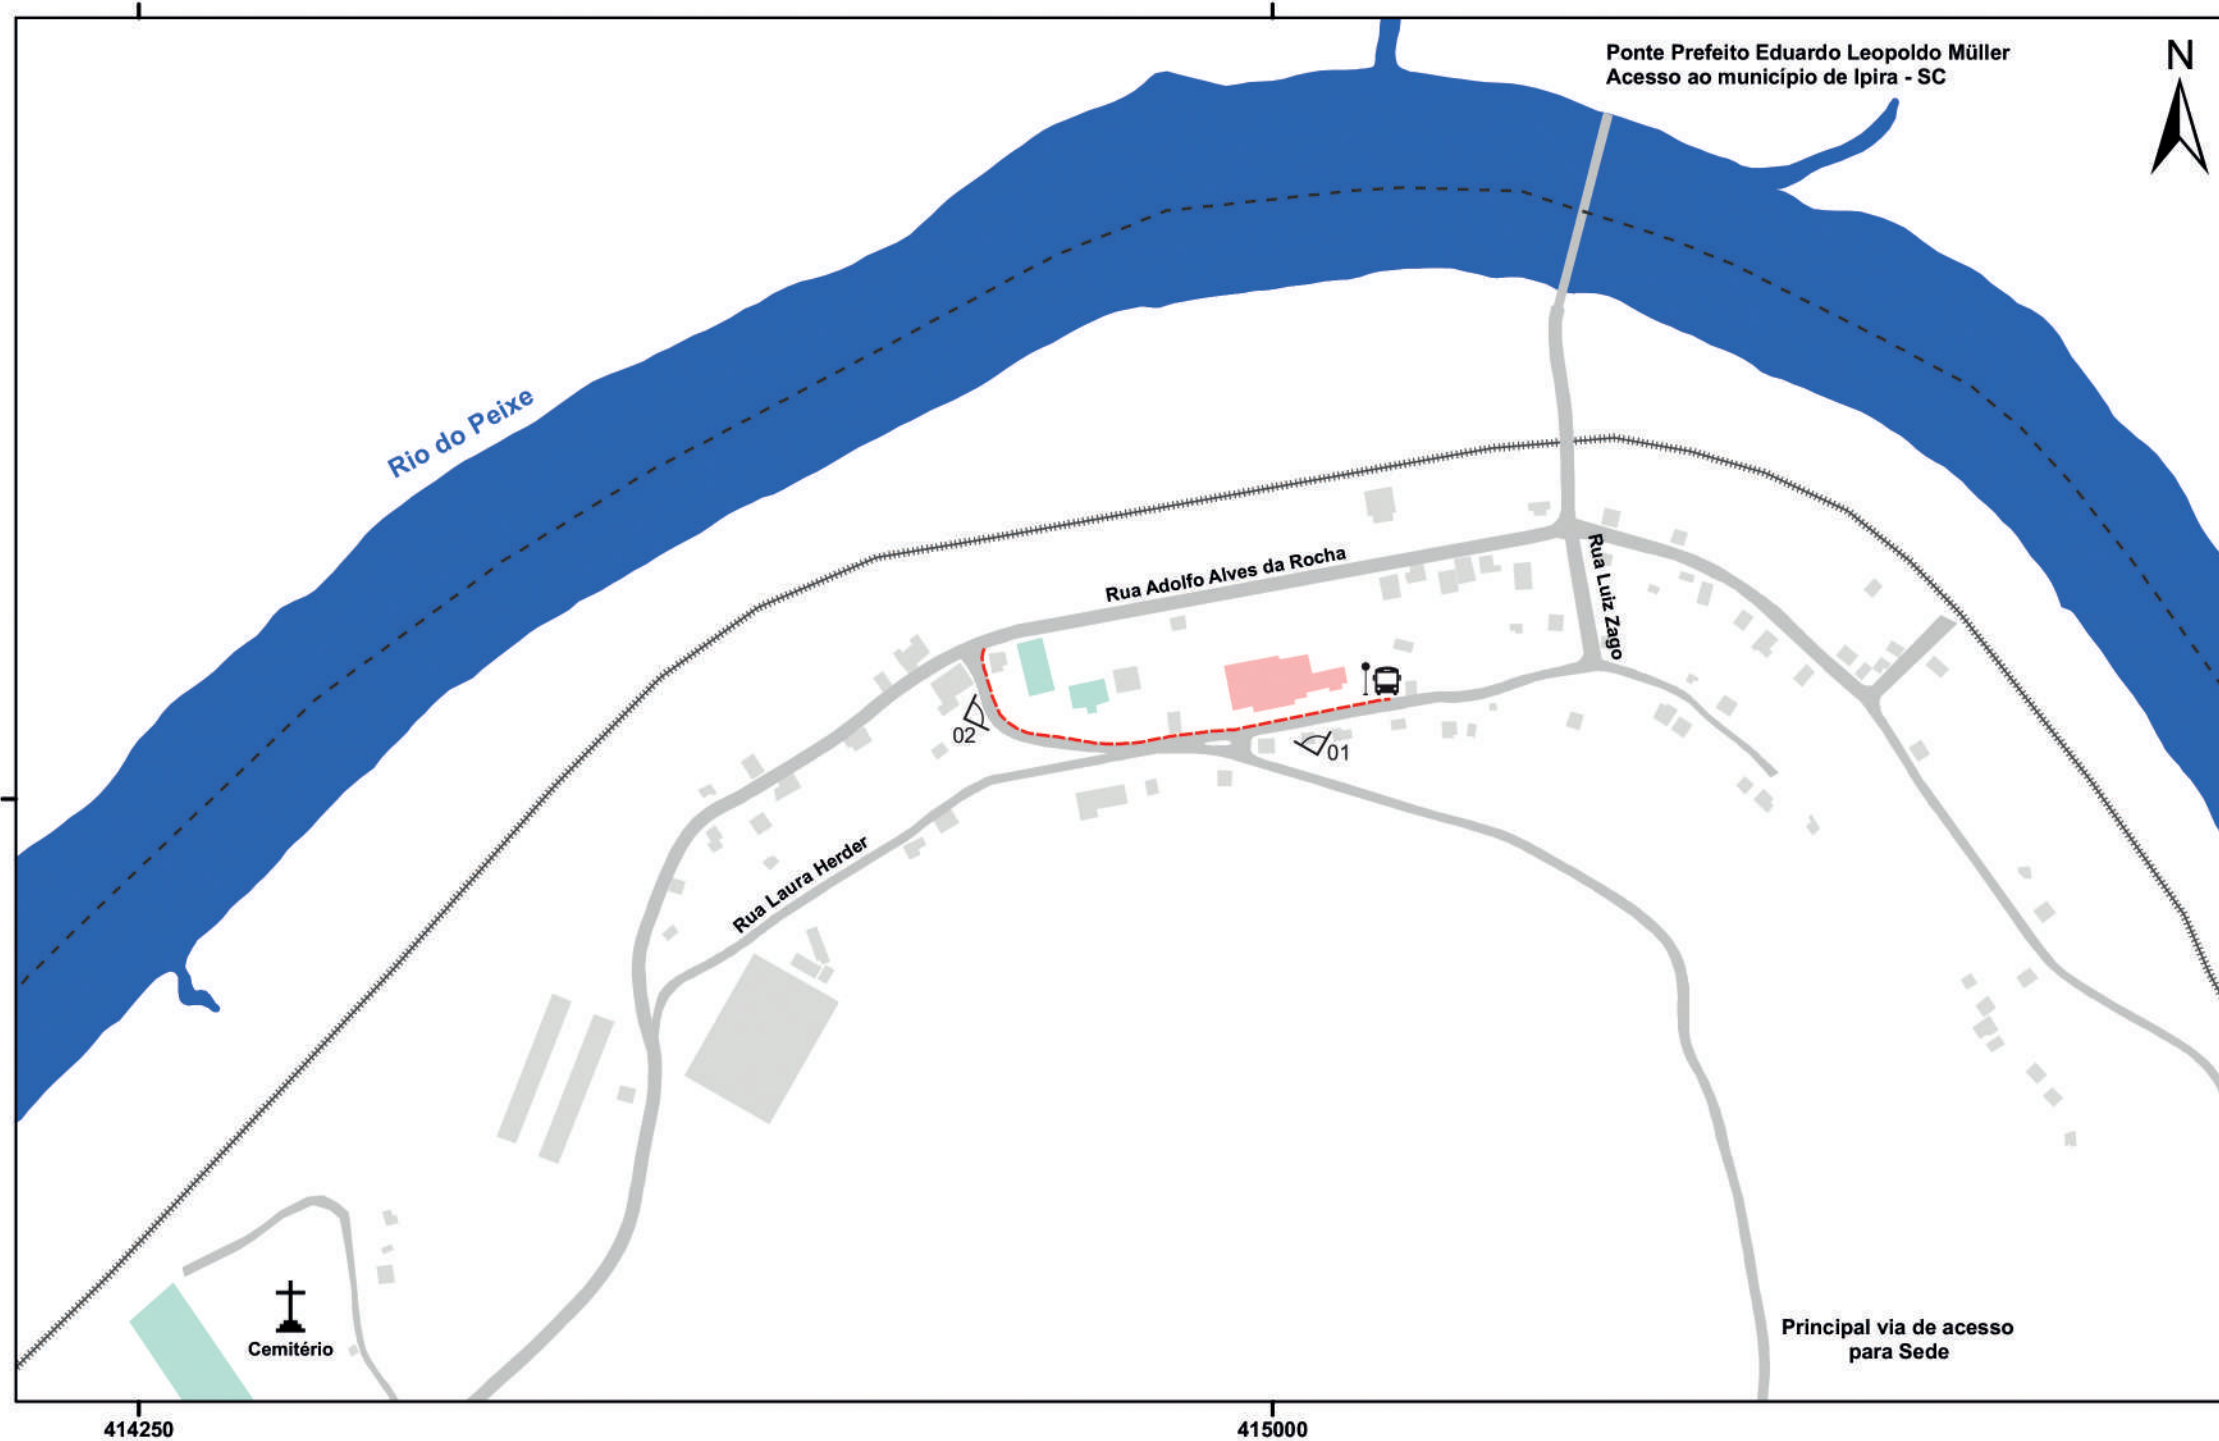 Ponte Prefeito Eduardo Leopoldo Müller
Acesso ao município de Ipira - SC
N
Rio do Peixe
Rua Adolfo Alves da Rocha
Rua Luiz Zago
02
01
Rua Laura Herder
Cemitério
Principal via de acesso
para Sede
414250
415000